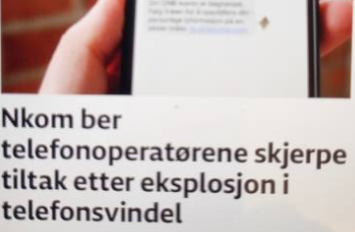 Nkom ber
telefonoperatørene skjerpe
tiltak etter eksplosjon i
telefonsvindel